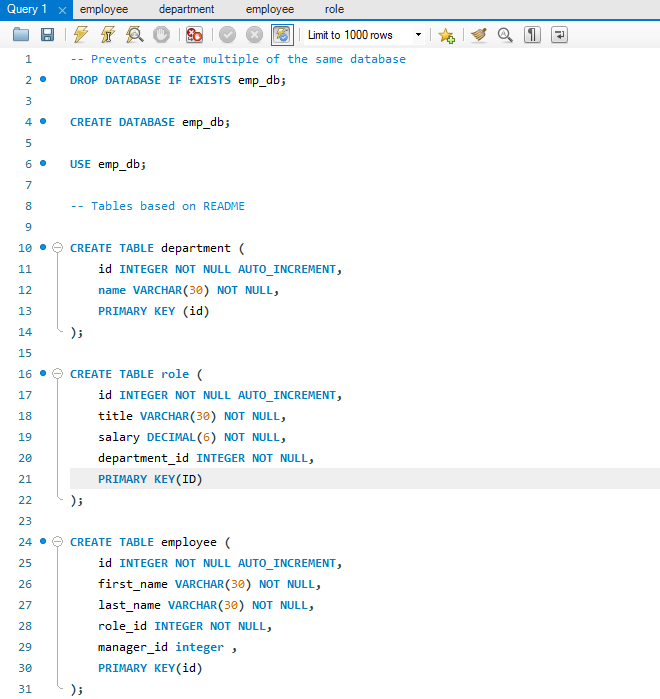 Query 1 × employee department employee role
Limit to 1000 rows
1 -- Prevents create multiple of the same database
2 DROP DATABASE IF EXISTS emp_db;
3
4 CREATE DATABASE emp_db;
5
6 USE emp_db;
7
8 -- Tables based on README
9
10 CREATE TABLE department (
11 id INTEGER NOT NULL AUTO_INCREMENT,
12 name VARCHAR(30) NOT NULL,
13 PRIMARY KEY (id)
14 );
15
16 CREATE TABLE role (
17 id INTEGER NOT NULL AUTO_INCREMENT,
18 title VARCHAR(30) NOT NULL,
19 salary DECIMAL(6) NOT NULL,
20 department_id INTEGER NOT NULL,
21 PRIMARY KEY(ID)
22 );
23
24 CREATE TABLE employee (
25 id INTEGER NOT NULL AUTO_INCREMENT,
26 first_name VARCHAR(30) NOT NULL,
27 last_name VARCHAR(30) NOT NULL,
28 role_id INTEGER NOT NULL,
29 manager_id integer ,
30 PRIMARY KEY(id)
31 );